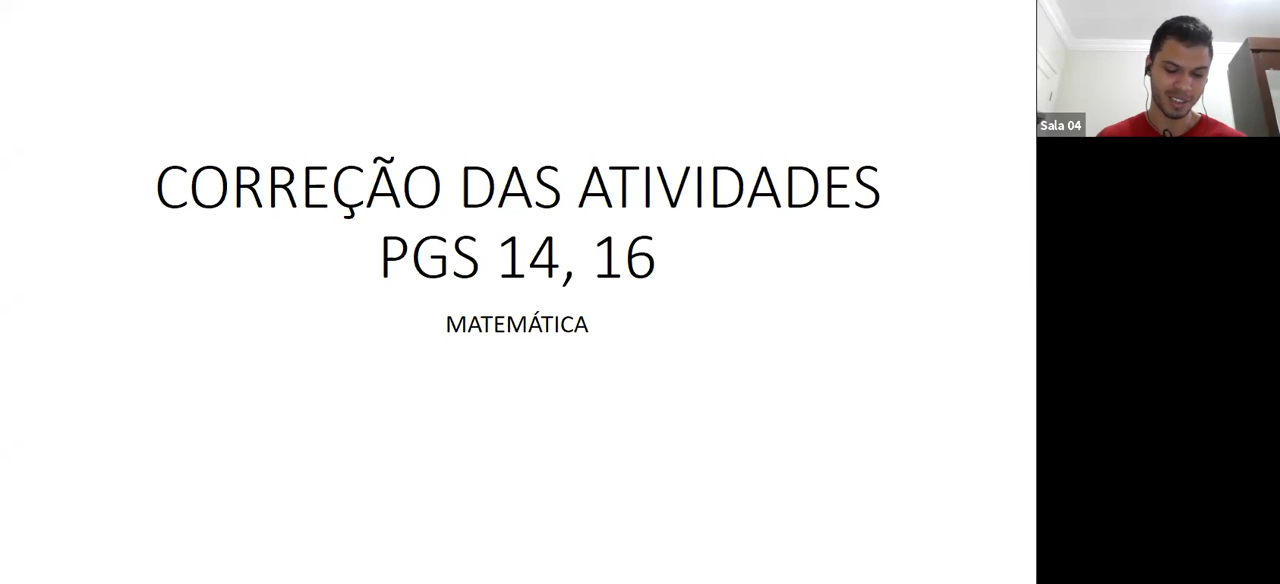 CORREÇÃO DAS ATIVIDADES
PGS 14, 16
MATEMÁTICA
Sala 04